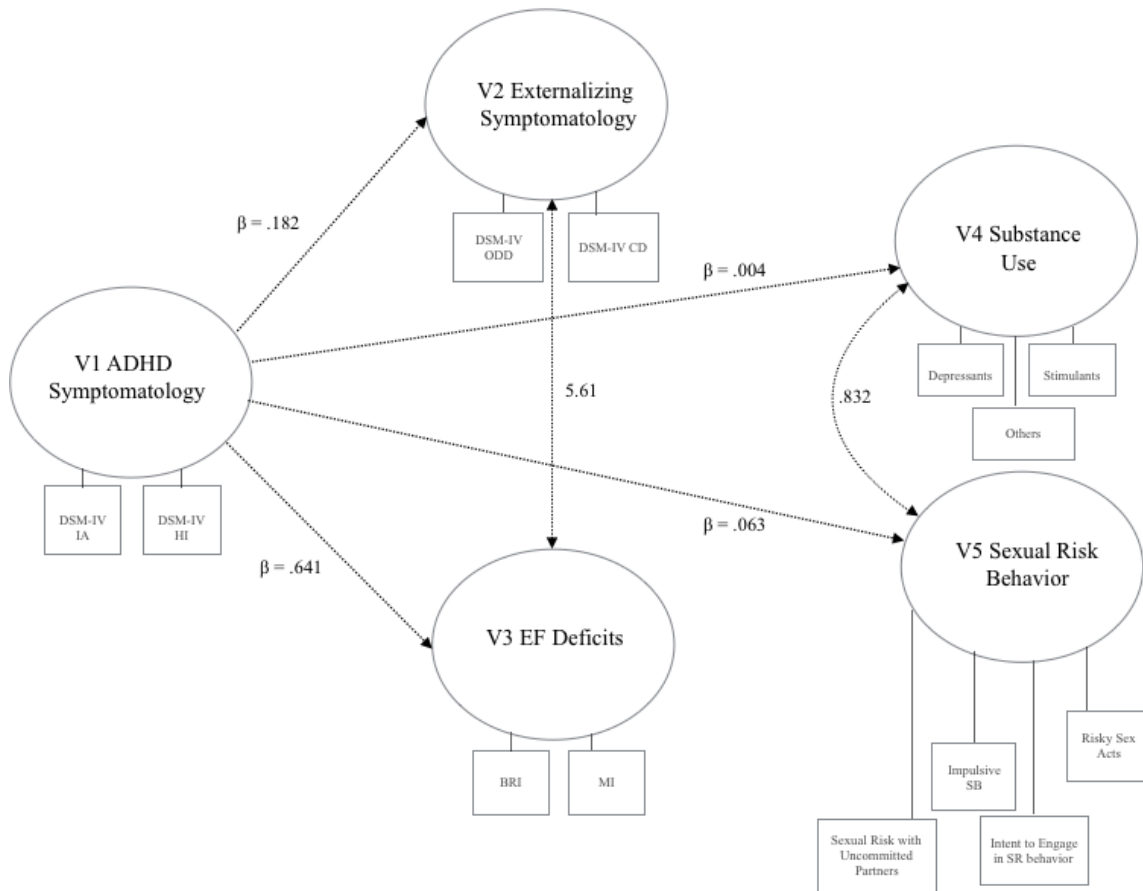 V2 Externalizing
Symptomatology
DSM-IV
ODD
DSM-IV CD
β = .182
V4 Substance
Use
β = .004
Depressants
Stimulants
Others
V1 ADHD
Symptomatology
DSM-IV
IA
DSM-IV
HI
5.61
.832
β = .063
β = .641
V5 Sexual Risk
Behavior
V3 EF Deficits
BRI
MI
Risky Sex
Acts
Impulsive
SB
Sexual Risk with
Uncommitted
Partners
Intent to Engage
in SR behavior